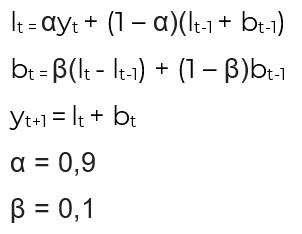 lₜ = αyₜ + (1 – α)(lₜ₋₁ + bₜ₋₁)
bₜ = β(lₜ - lₜ₋₁) + (1 – β)bₜ₋₁
yₜ₊₁ = lₜ + bₜ
α = 0,9
β = 0,1